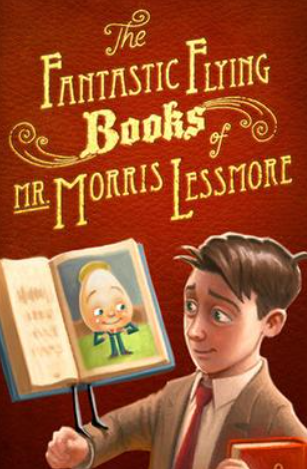 The
FANTASTIC FLYING
Books of
MR. MORRIS LESSMORE